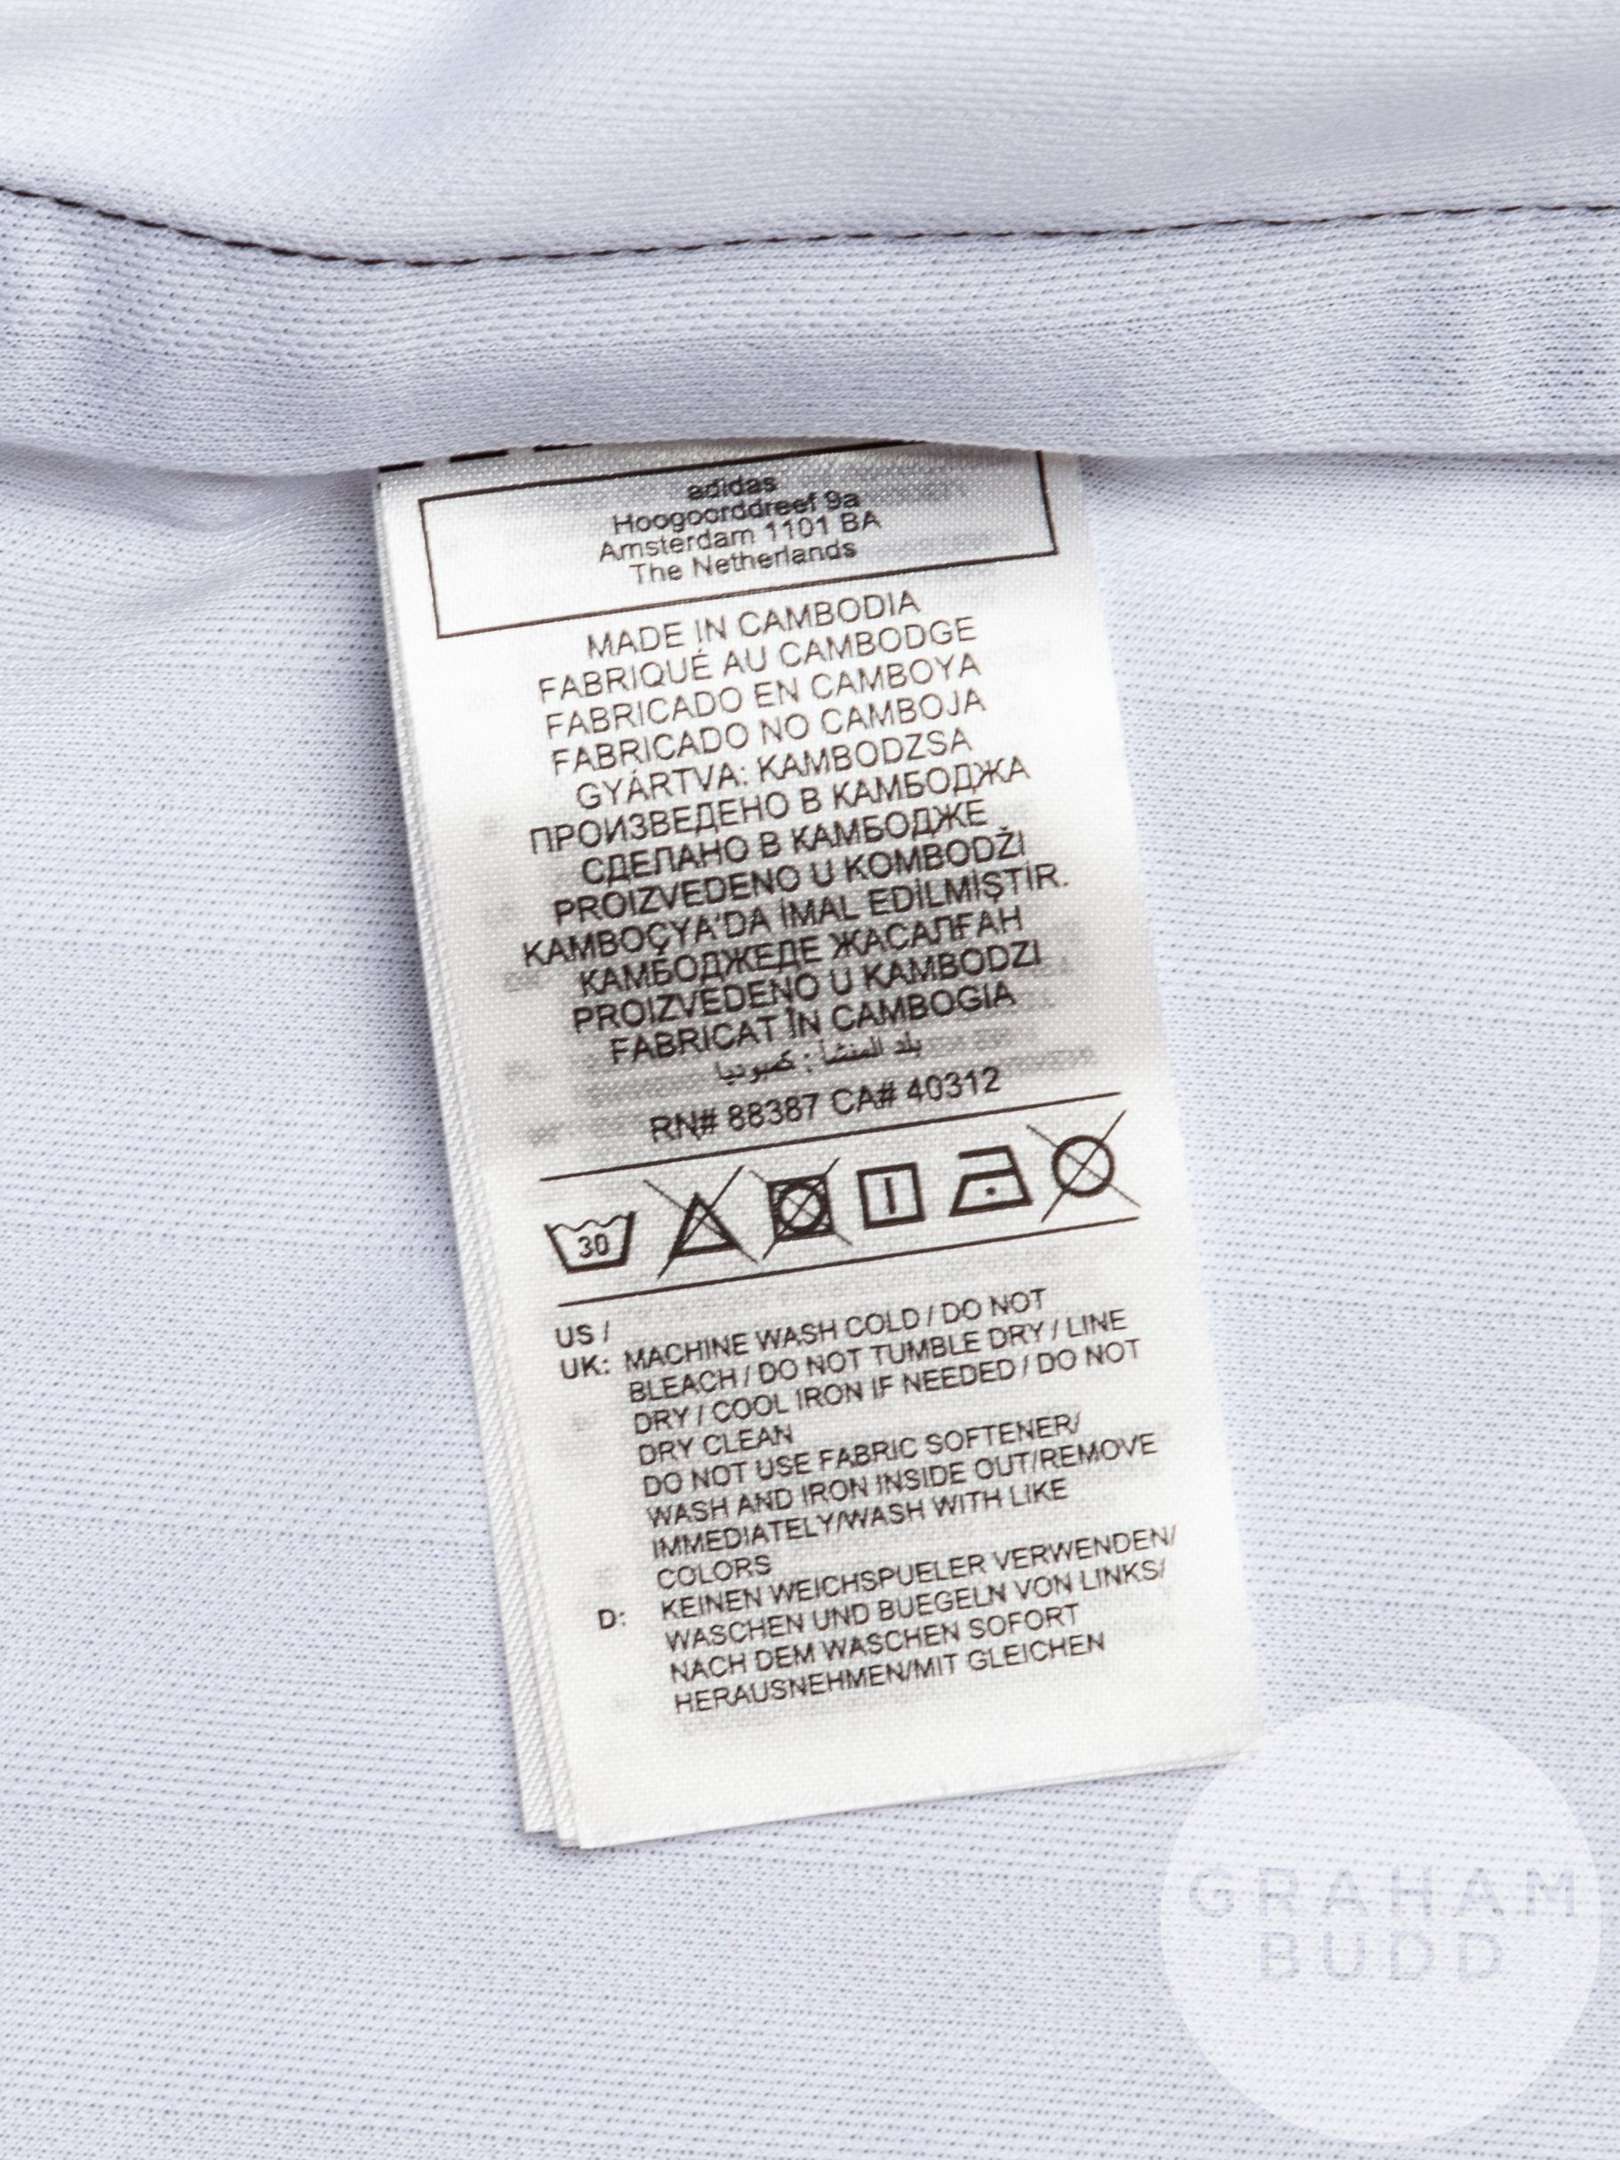 adidas
Hoogoorddreef 9a
Amsterdam 1101 BA
The Netherlands
MADE IN CAMBODIA
FABRIQUÉ AU CAMBODGE
FABRICADO EN CAMBOYA
FABRICADO NO CAMBOJA
GYÁRTVA: KAMBODZSA
ПРОИЗВЕДЕНО В КАМБОДЖА
СДЕЛАНО В КАМБОДЖЕ
PROIZVEDENO U KOMBODŽI
KAMBOÇYA'DA İMAL EDİLMİŞTİR.
КАМБОДЖЕДЕ ЖАСАЛҒАН
PROIZVEDENO U KAMBODZI
FABRICAT ÎN CAMBOGIA
بلد المنشأ : كمبوديا
RN# 88387 CA# 40312
30
US /
UK: MACHINE WASH COLD / DO NOT
BLEACH / DO NOT TUMBLE DRY / LINE
DRY / COOL IRON IF NEEDED / DO NOT
DRY CLEAN
DO NOT USE FABRIC SOFTENER/
WASH AND IRON INSIDE OUT/REMOVE
IMMEDIATELY/WASH WITH LIKE
COLORS
D: KEINEN WEICHSPUELER VERWENDEN/
WASCHEN UND BUEGELN VON LINKS/
NACH DEM WASCHEN SOFORT
HERAUSNEHMEN/MIT GLEICHEN
GRAHAM
BUDD